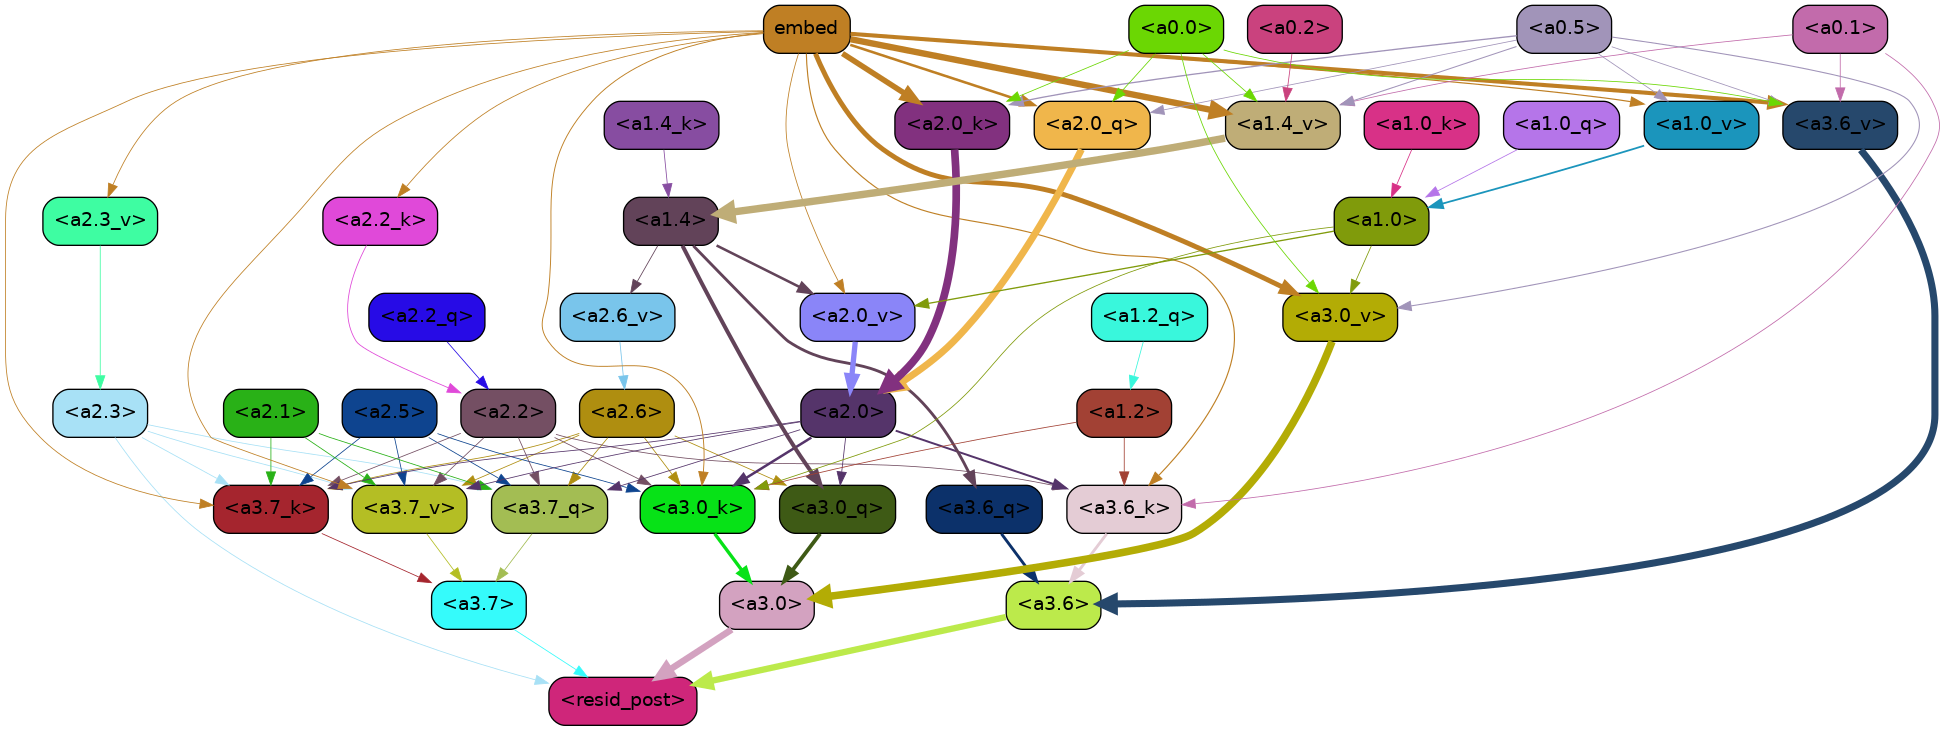 embed
<a0.0>
<a0.2>
<a0.5>
<a0.1>
<a1.4_k>
<a2.0_k>
<a2.0_q>
<a1.4_v>
<a1.0_k>
<a1.0_q>
<a1.0_v>
<a3.6_v>
<a2.3_v>
<a2.2_k>
<a1.4>
<a1.0>
<a2.2_q>
<a2.6_v>
<a2.0_v>
<a1.2_q>
<a3.0_v>
<a2.3>
<a2.1>
<a2.5>
<a2.2>
<a2.6>
<a2.0>
<a1.2>
<a3.7_k>
<a3.7_v>
<a3.7_q>
<a3.0_k>
<a3.0_q>
<a3.6_q>
<a3.6_k>
<a3.7>
<a3.0>
<a3.6>
<resid_post>